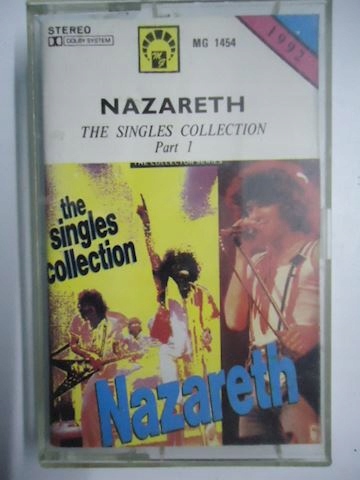 STEREO
DOLBY SYSTEM
MG
MG 1454
1992
NAZARETH
THE SINGLES COLLECTION
Part 1
THE COLLECTOR SERIES
the
singles
collection
Nazareth